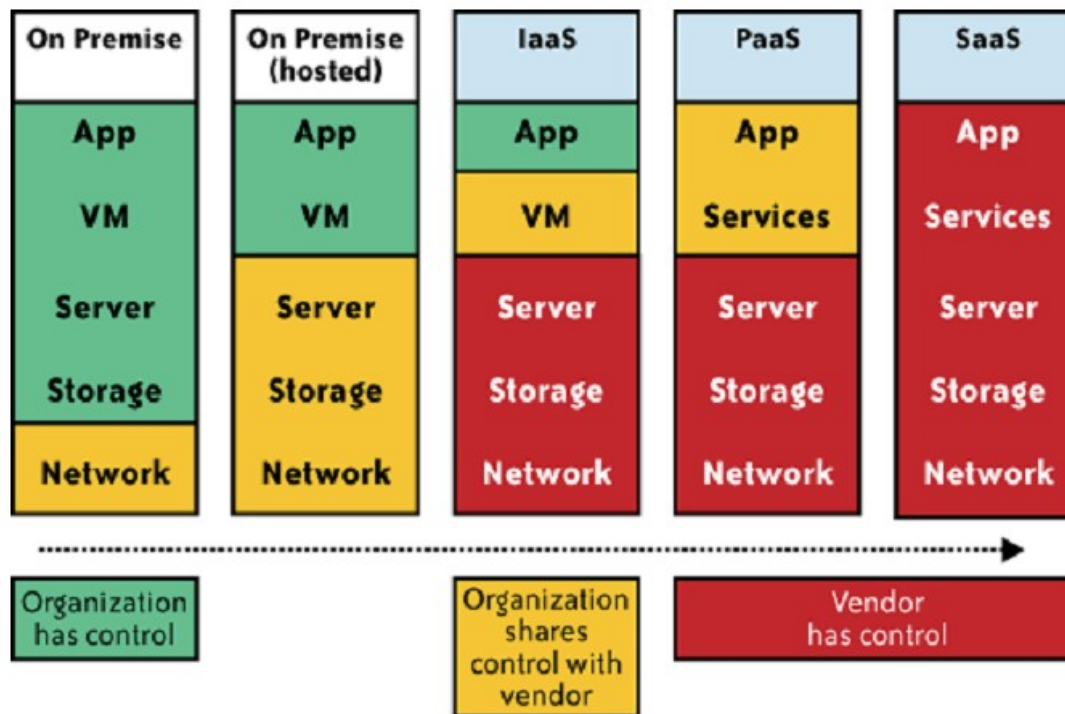 On Premise
App
VM
Server
Storage
Network
On Premise
(hosted)
App
VM
Server
Storage
Network
IaaS
App
VM
Server
Storage
Network
PaaS
App
Services
Server
Storage
Network
SaaS
App
Services
Server
Storage
Network
Organization
has control
Organization
shares
control with
vendor
Vendor
has control